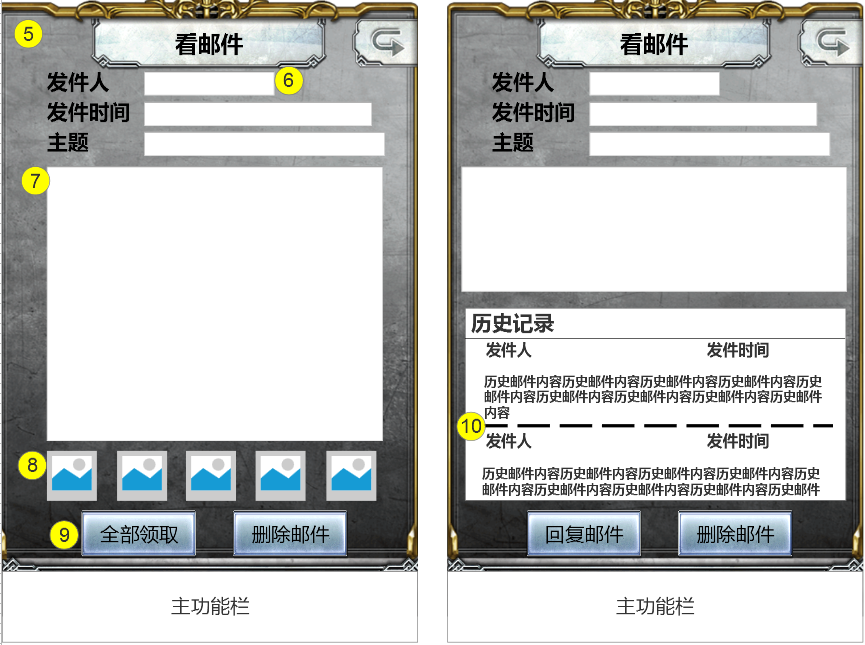 5
看邮件
发件人
6
发件时间
主题
7
8
9
全部领取
删除邮件
主功能栏
看邮件
发件人
发件时间
主题
历史记录
发件人 发件时间
历史邮件内容历史邮件内容历史邮件内容历史邮件内容历史
邮件内容历史邮件内容历史邮件内容历史邮件内容历史邮件
内容
10
发件人 发件时间
历史邮件内容历史邮件内容历史邮件内容历史邮件内容历史
邮件内容历史邮件内容历史邮件内容历史邮件内容历史邮件
回复邮件
删除邮件
主功能栏